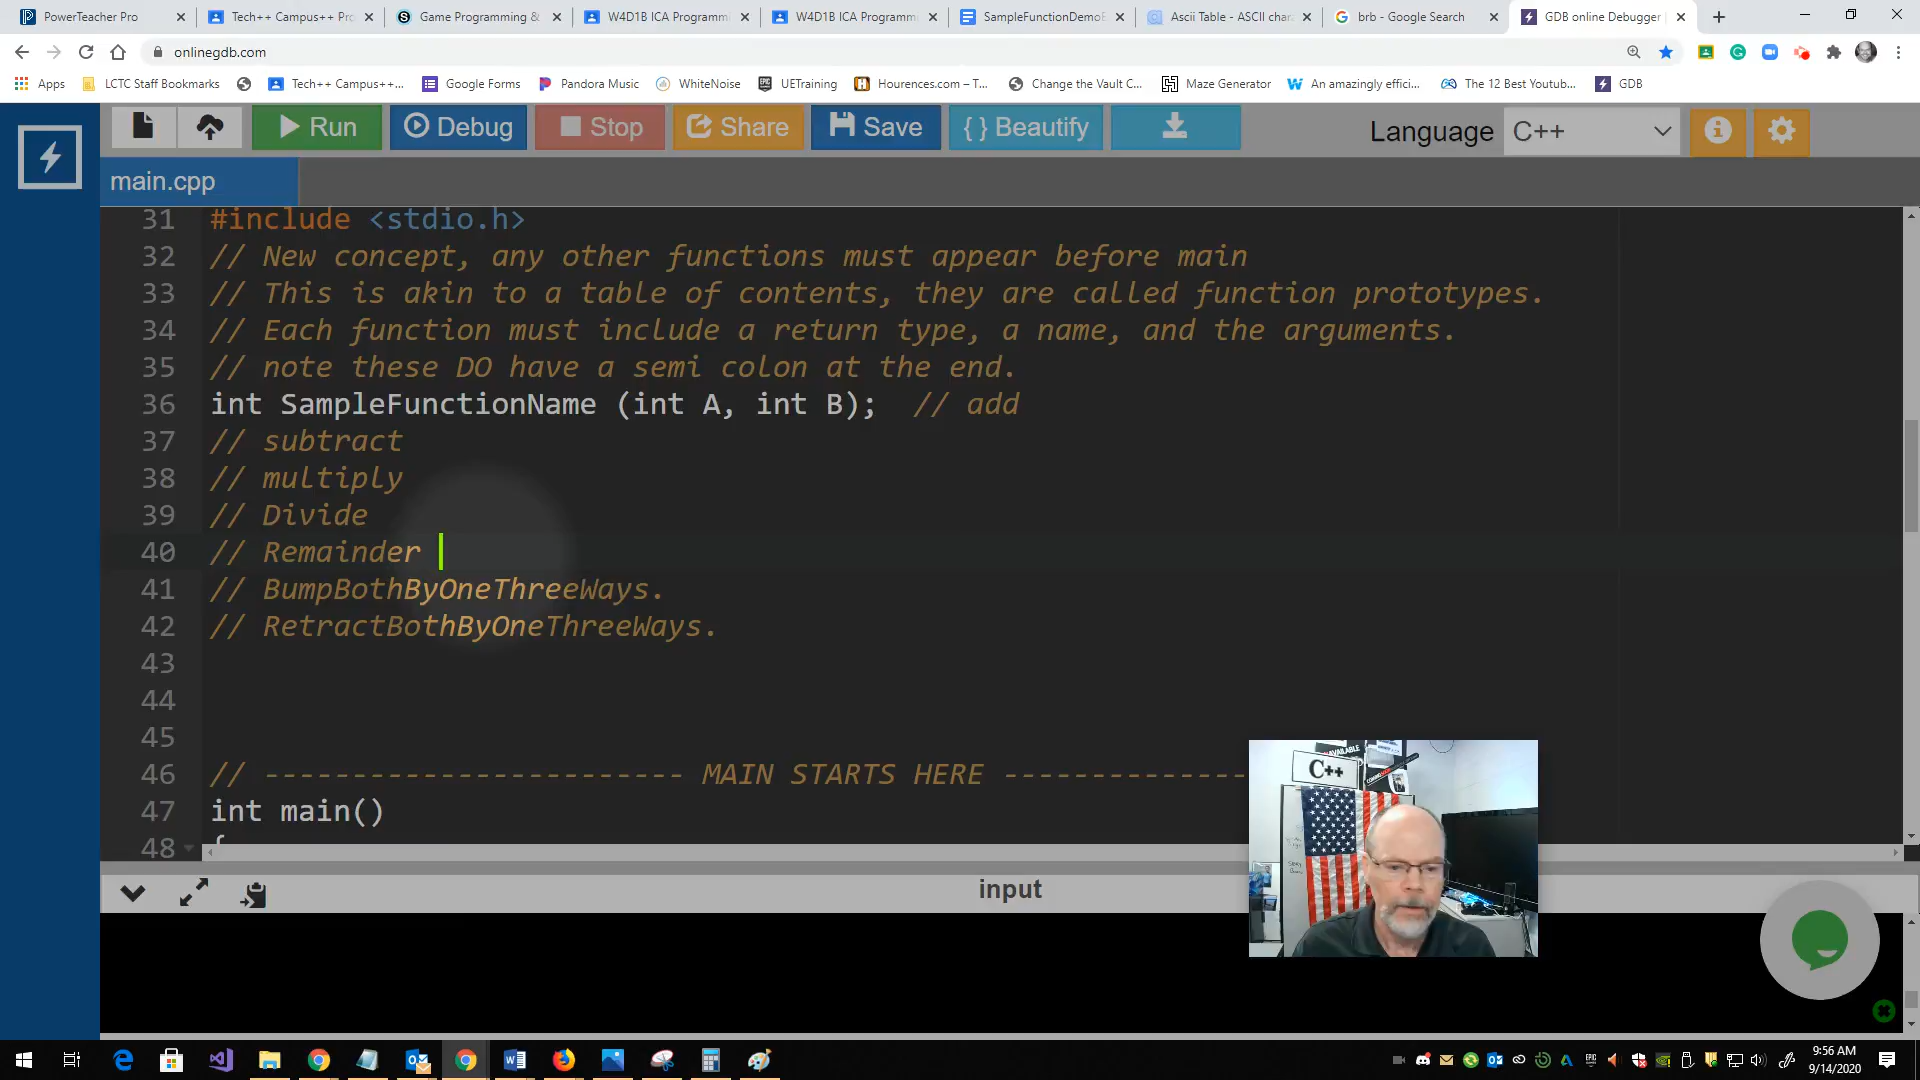 PowerTeacher Pro
Tech++ Campus++ Pro
Game Programming &
W4D1B ICA Programmi
W4D1B ICA Programme
SampleFunctionDemoE
Ascii Table - ASCII char
brb - Google Search
GDB online Debugger
onlinegdb.com
Apps
LCTC Staff Bookmarks
Tech++ Campus++...
Google Forms
Pandora Music
WhiteNoise
UETraining
Hourences.com – T...
Change the Vault C...
Maze Generator
An amazingly effici...
The 12 Best Youtub...
GDB
Run
Debug
Stop
Share
Save
{ } Beautify
Language
C++
main.cpp
31 #include <stdio.h>
32 // New concept, any other functions must appear before main
33 // This is akin to a table of contents, they are called function prototypes.
34 // Each function must include a return type, a name, and the arguments.
35 // note these DO have a semi colon at the end.
36 int SampleFunctionName (int A, int B);  // add
37 // subtract
38 // multiply
39 // Divide
40 // Remainder
41 // BumpBothByOneThreeWays.
42 // RetractBothByOneThreeWays.
43
44
45
46 // ------------------------ MAIN STARTS HERE --------------
47 int main()
48 {
input
C++
9:56 AM
9/14/2020